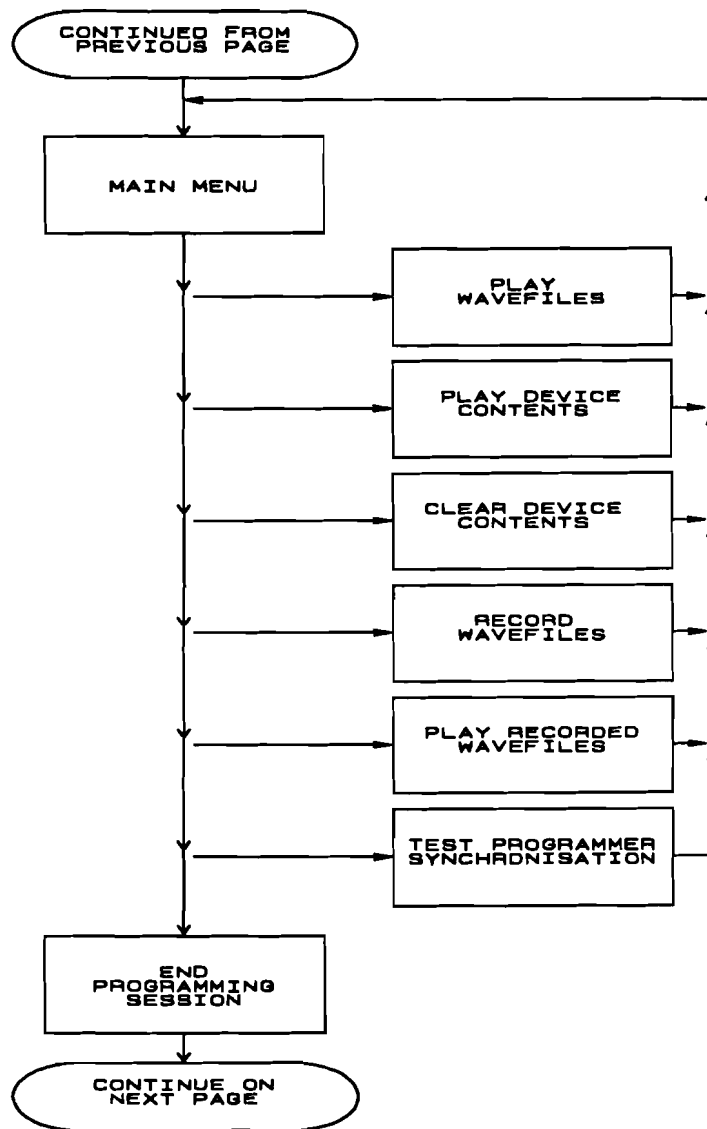 CONTINUED FROM
PREVIOUS PAGE
MAIN MENU
PLAY
WAVEFILES
PLAY DEVICE
CONTENTS
CLEAR DEVICE
CONTENTS
RECORD
WAVEFILES
PLAY RECORDED
WAVEFILES
TEST PROGRAMMER
SYNCHRONISATION
END
PROGRAMMING
SESSION
CONTINUE ON
NEXT PAGE